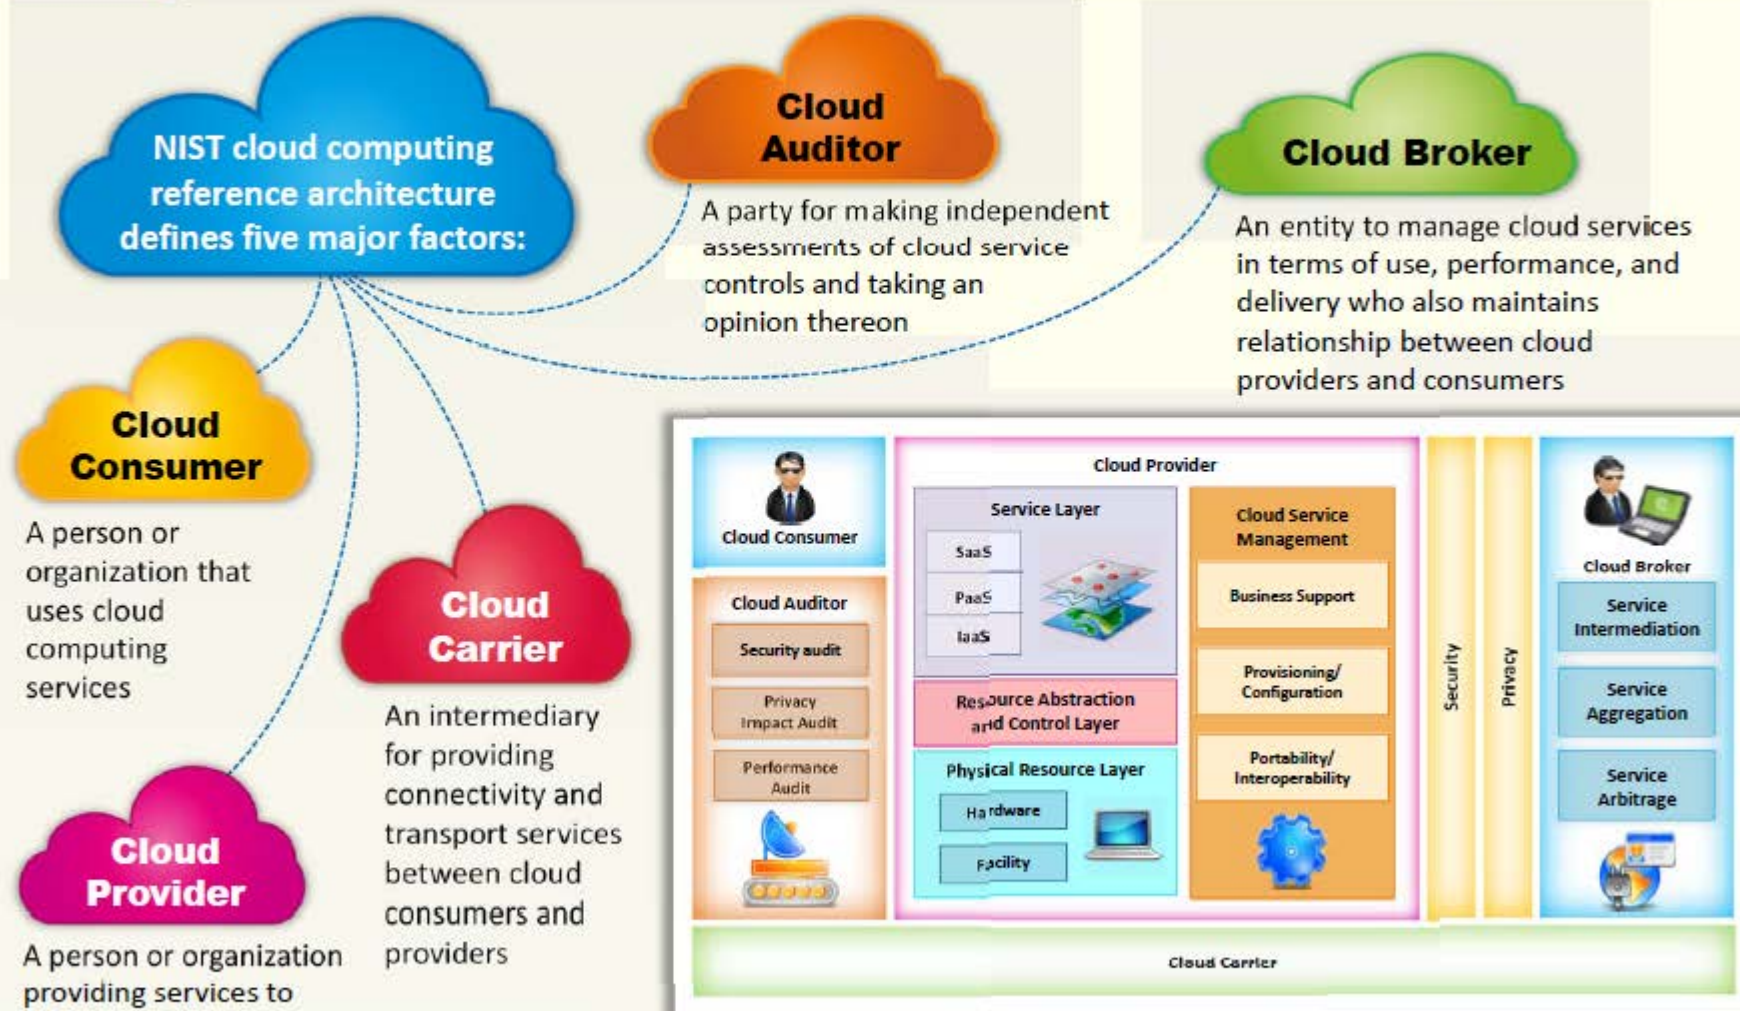 NIST cloud computing
reference architecture
defines five major factors:
Cloud
Auditor
A party for making independent
assessments of cloud service
controls and taking an
opinion thereon
Cloud Broker
An entity to manage cloud services
in terms of use, performance, and
delivery who also maintains
relationship between cloud
providers and consumers
Cloud
Consumer
A person or
organization that
uses cloud
computing
services
Cloud
Carrier
An intermediary
for providing
connectivity and
transport services
between cloud
consumers and
providers
Cloud
Provider
A person or organization
providing services to
Cloud Consumer
Cloud Auditor
Security audit
Privacy
Impact Audit
Performance
Audit
Cloud Provider
Service Layer
SaaS
PaaS
IaaS
Resource Abstraction
and Control Layer
Physical Resource Layer
Hardware
Facility
Cloud Service
Management
Business Support
Provisioning/
Configuration
Portability/
Interoperability
Security
Privacy
Cloud Broker
Service
Intermediation
Service
Aggregation
Service
Arbitrage
Cloud Carrier